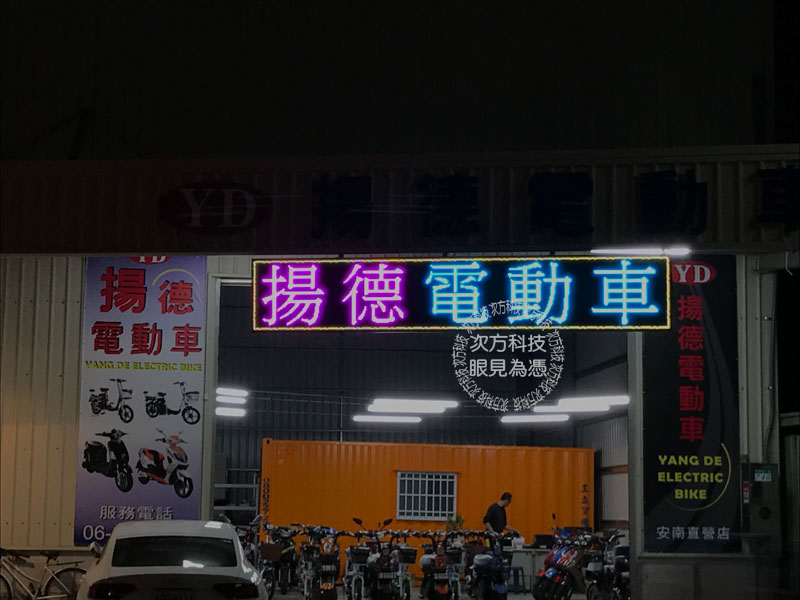 YD 揚德電動車
揚德電動車
YD
揚德
電動車
YANG DE ELECTRIC BIKE
服務電話
06-
次方科技
眼見為憑
YD
揚德電動車
YANG DE
ELECTRIC
BIKE
安南直營店